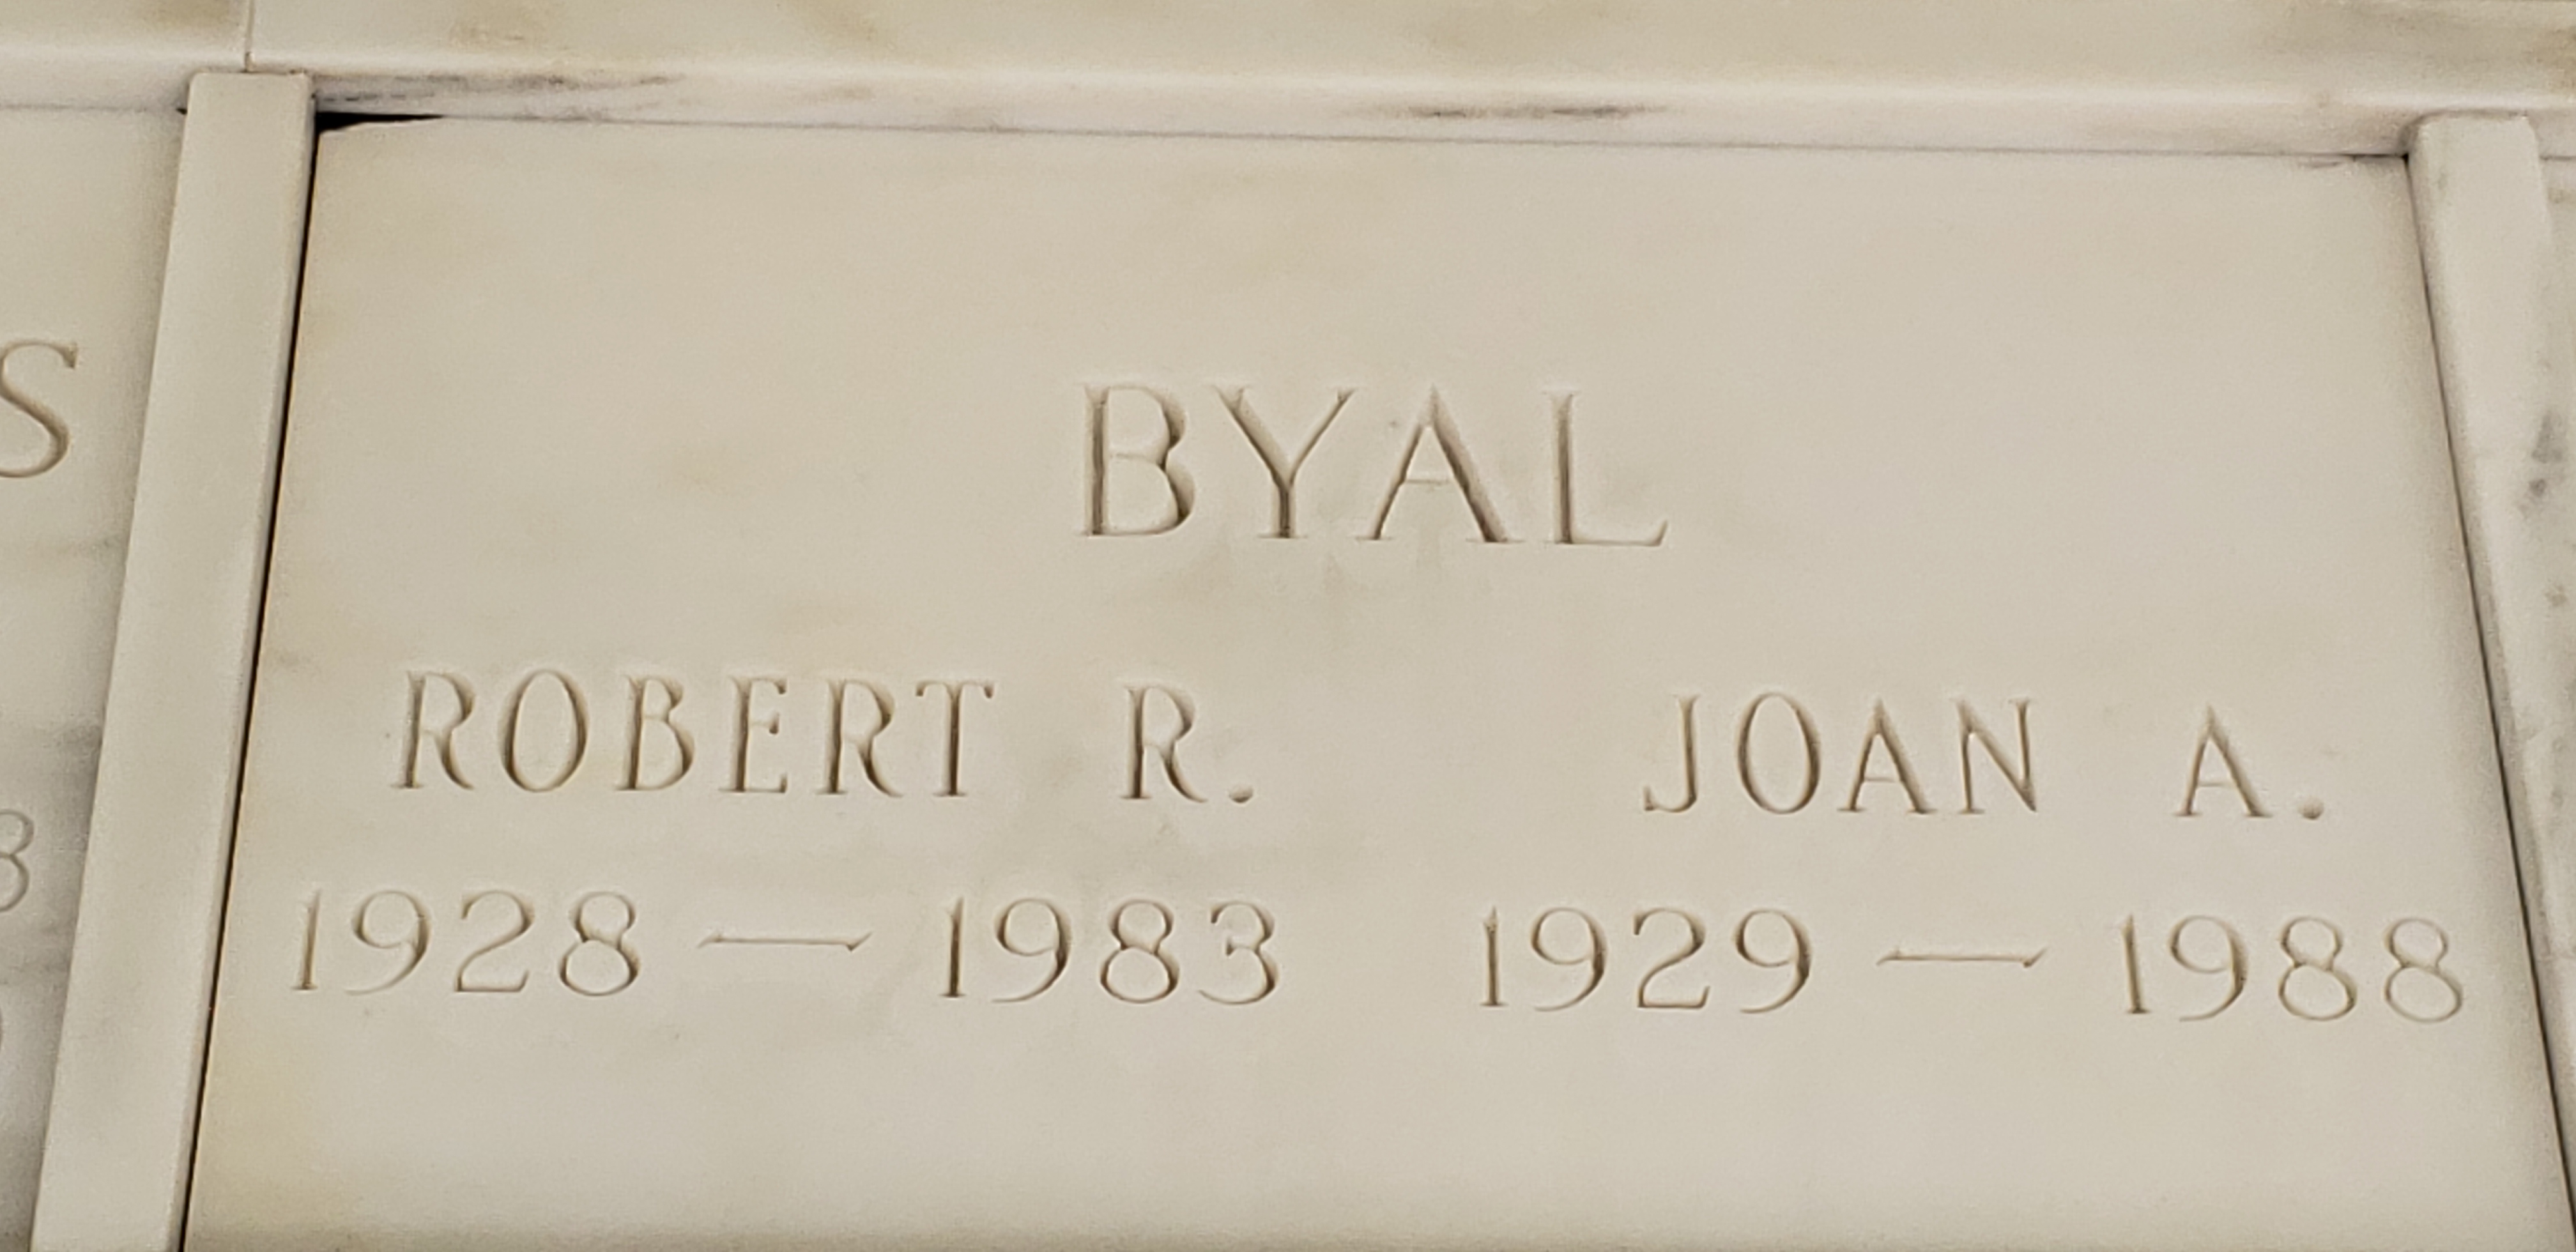 BYAL
ROBERT R. JOAN A.
1928 — 1983 1929 — 1988